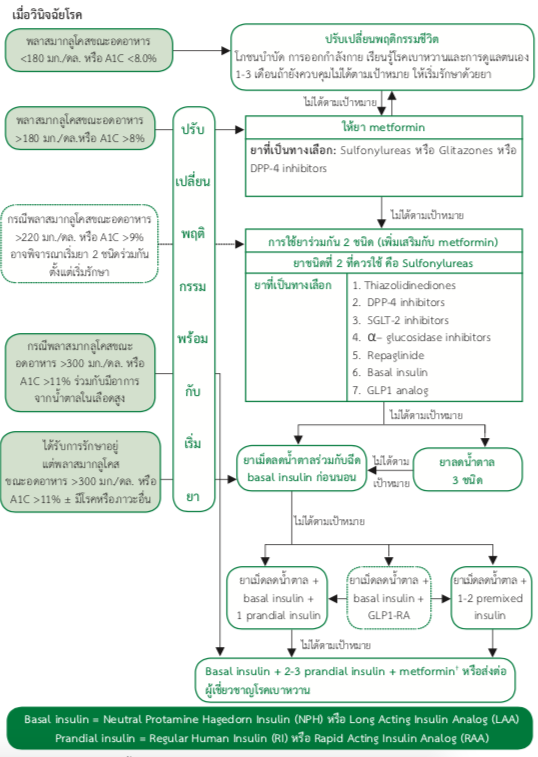 เมื่อวินิจฉัยโรค
พลาสมากลูโคสขณะอดอาหาร
<180 มก./ดล. หรือ A1C <8.0%
ปรับเปลี่ยนพฤติกรรมชีวิต
โภชนบำบัด การออกกำลังกาย เรียนรู้โรคเบาหวานและการดูแลตนเอง
1-3 เดือนถ้ายังควบคุมไม่ได้ตามเป้าหมาย ให้เริ่มรักษาด้วยยา
ไม่ได้ตามเป้าหมาย
พลาสมากลูโคสขณะอดอาหาร
>180 มก./ดล.หรือ A1C >8%
ปรับ
เปลี่ยน
พฤติ
กรรม
พร้อม
กับ
เริ่ม
ยา
ให้ยา metformin
ยาที่เป็นทางเลือก: Sulfonylureas หรือ Glitazones หรือ
DPP-4 inhibitors
ไม่ได้ตามเป้าหมาย
กรณีพลาสมากลูโคสขณะอดอาหาร
>220 มก./ดล. หรือ A1C >9%
อาจพิจารณาเริ่มยา 2 ชนิดร่วมกัน
ตั้งแต่เริ่มรักษา
การใช้ยาร่วมกัน 2 ชนิด (เพิ่มเสริมกับ metformin)
ยาชนิดที่ 2 ที่ควรใช้ คือ Sulfonylureas
ยาที่เป็นทางเลือก
1. Thiazolidinediones
2. DPP-4 inhibitors
3. SGLT-2 inhibitors
4. α– glucosidase inhibitors
5. Repaglinide
6. Basal insulin
7. GLP1 analog
กรณีพลาสมากลูโคสขณะ
อดอาหาร >300 มก./ดล. หรือ
A1C >11% ร่วมกับมีอาการ
จากน้ำตาลในเลือดสูง
ไม่ได้ตามเป้าหมาย
ได้รับการรักษาอยู่
แต่พลาสมากลูโคส
ขณะอดอาหาร >300 มก./ดล. หรือ
A1C >11% ± มีโรคหรือภาวะอื่น
ยาเม็ดลดน้ำตาลร่วมกับฉีด
basal insulin ก่อนนอน
ไม่ได้ตาม
เป้าหมาย
ยาลดน้ำตาล
3 ชนิด
ไม่ได้ตามเป้าหมาย
ยาเม็ดลดน้ำตาล +
basal insulin +
1 prandial insulin
ยาเม็ดลดน้ำตาล +
basal insulin +
GLP1-RA
ยาเม็ดลดน้ำตาล +
1-2 premixed
insulin
ไม่ได้ตามเป้าหมาย
Basal insulin + 2-3 prandial insulin + metformin หรือส่งต่อ
ผู้เชี่ยวชาญโรคเบาหวาน
Basal insulin = Neutral Protamine Hagedorn Insulin (NPH) หรือ Long Acting Insulin Analog (LAA)
Prandial insulin = Regular Human Insulin (RI) หรือ Rapid Acting Insulin Analog (RAA)